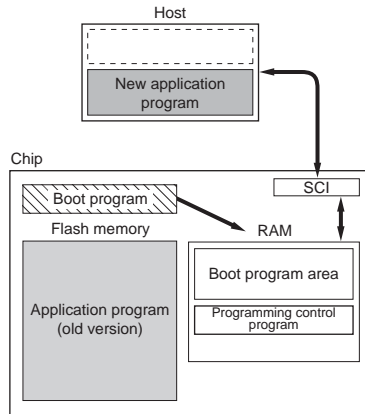 Host
New application
program
Chip
SCI
Boot program
Flash memory
RAM
Boot program area
Application program
(old version)
Programming control
program